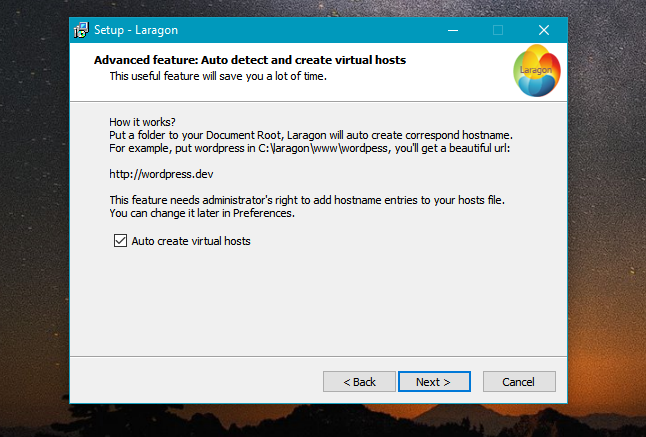 Setup - Laragon
Advanced feature: Auto detect and create virtual hosts
This useful feature will save you a lot of time.
Laragon
How it works?
Put a folder to your Document Root, Laragon will auto create correspond hostname.
For example, put wordpress in C:\laragon\www\wordpess, you'll get a beautiful url:
http://wordpress.dev
This feature needs administrator's right to add hostname entries to your hosts file.
You can change it later in Preferences.
Auto create virtual hosts
< Back
Next >
Cancel